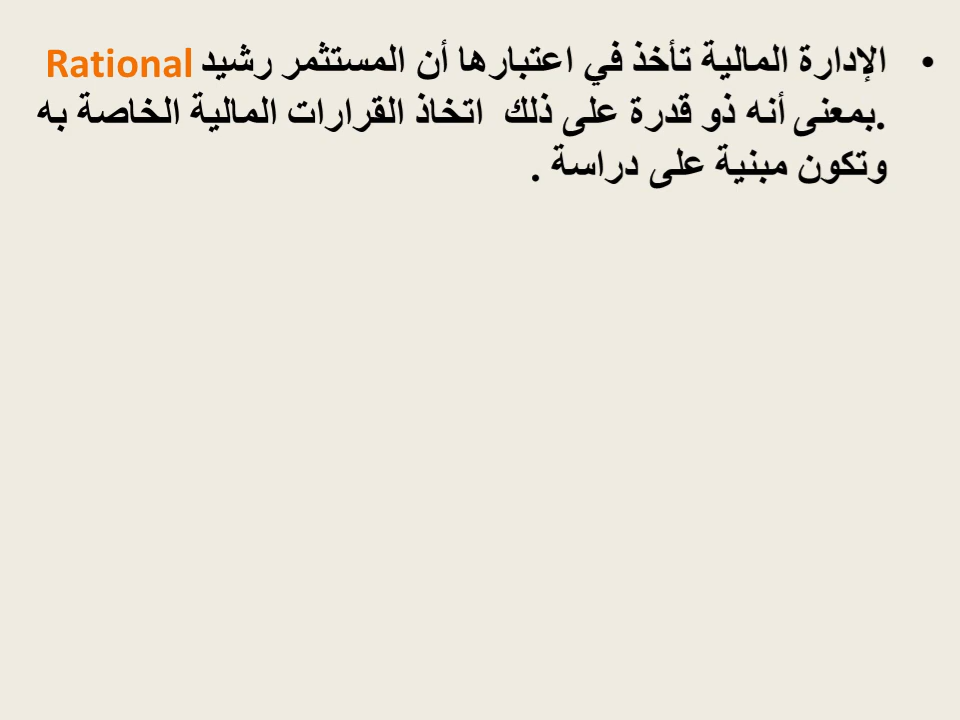 • الإدارة المالية تأخذ في اعتبارها أن المستثمر رشيد Rational
.بمعنى أنه ذو قدرة على ذلك  اتخاذ القرارات المالية الخاصة به
وتكون مبنية على دراسة .